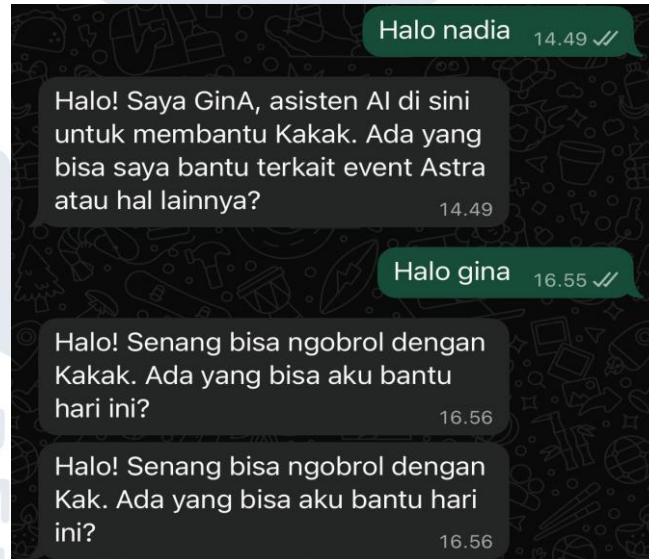 Halo nadia 14.49
Halo! Saya GinA, asisten AI di sini
untuk membantu Kakak. Ada yang
bisa saya bantu terkait event Astra
atau hal lainnya?
14.49
Halo gina 16.55
Halo! Senang bisa ngobrol dengan
Kakak. Ada yang bisa aku bantu
hari ini?
16.56
Halo! Senang bisa ngobrol dengan
Kak. Ada yang bisa aku bantu hari
ini?
16.56